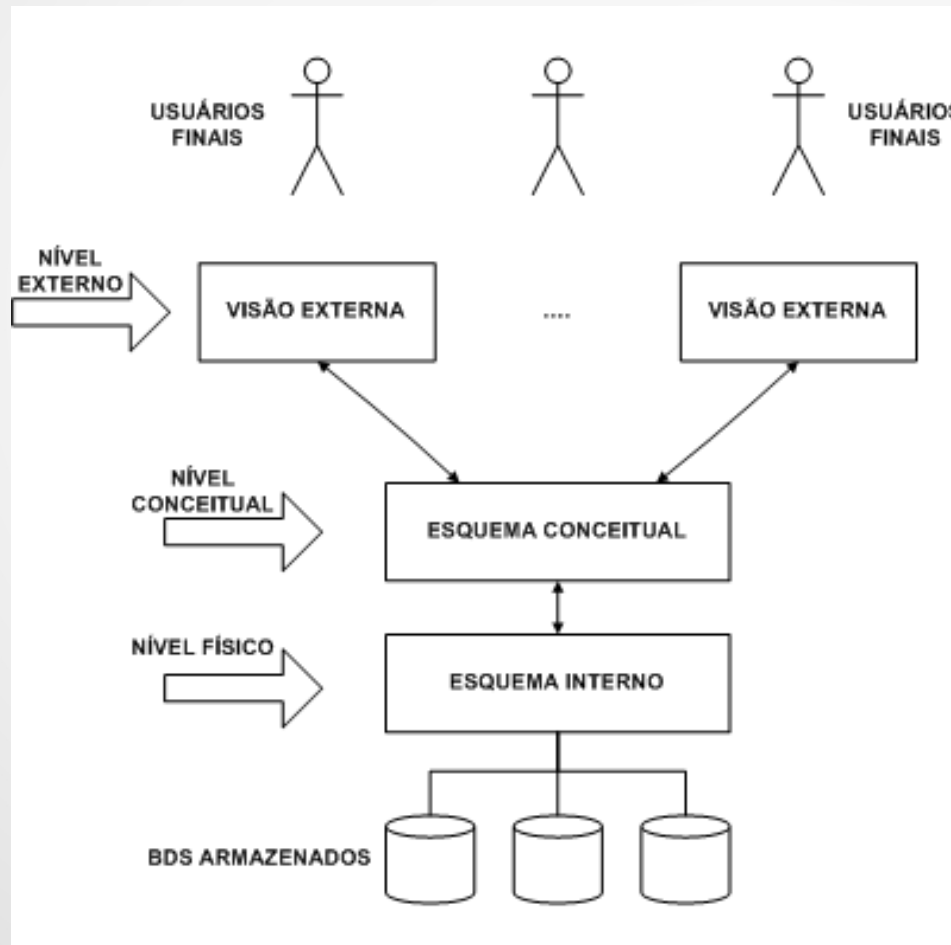 USUÁRIOS
FINAIS
USUÁRIOS
FINAIS
NÍVEL
EXTERNO
VISÃO EXTERNA
....
VISÃO EXTERNA
NÍVEL
CONCEITUAL
ESQUEMA CONCEITUAL
NÍVEL FÍSICO
ESQUEMA INTERNO
BDS ARMAZENADOS